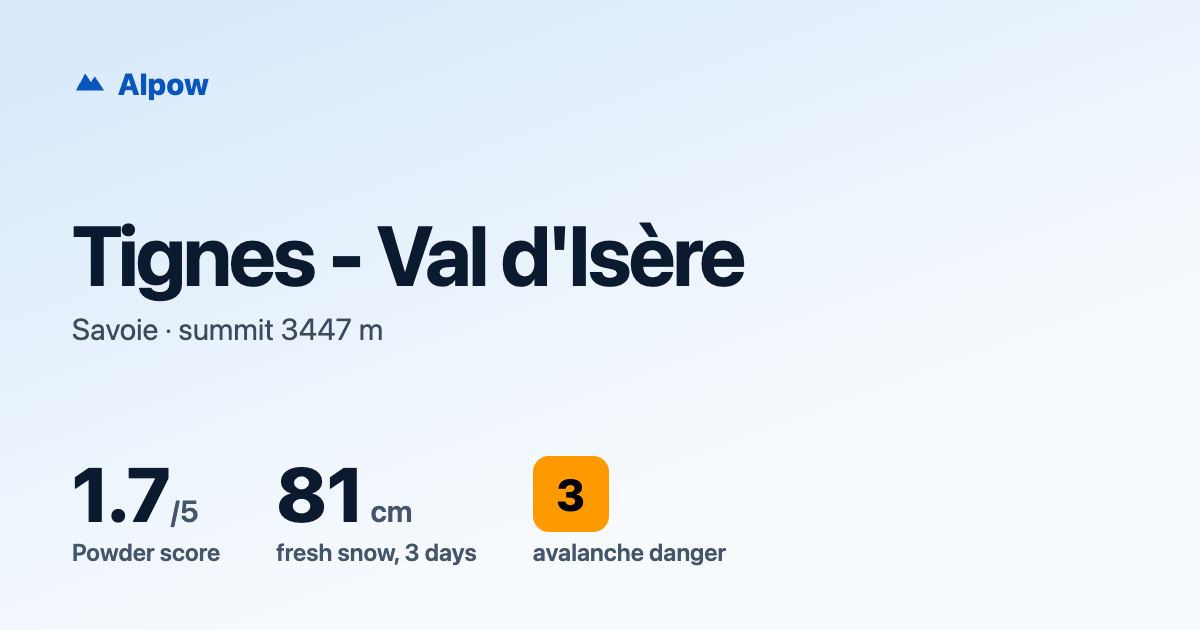 Alpow
Tignes - Val d'Isère
Savoie · summit 3447 m
1.7/5 81 cm 3
Powder score fresh snow, 3 days avalanche danger